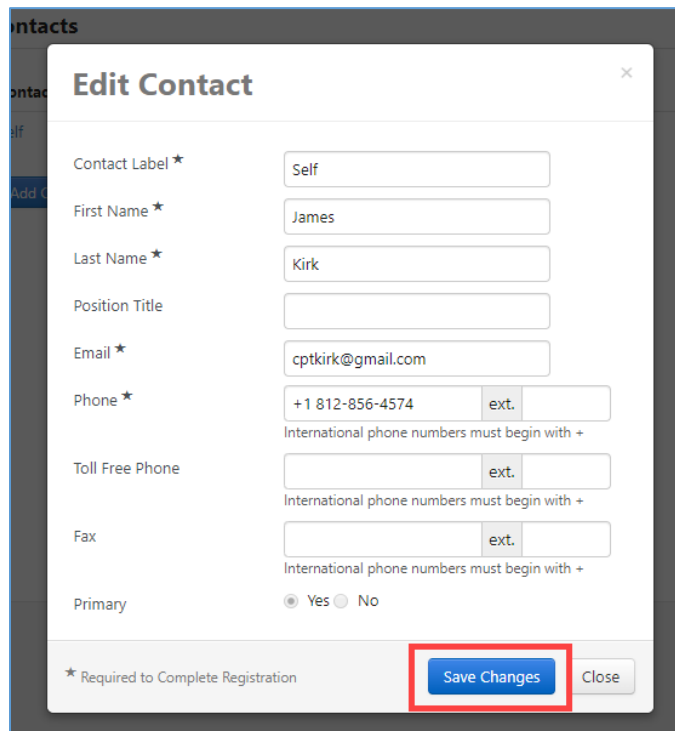 ontacts
Edit Contact
×
ontac
elf
Add C
Contact Label ★
Self
First Name ★
James
Last Name ★
Kirk
Position Title
Email ★
cptkirk@gmail.com
Phone ★
+1 812-856-4574 ext.
International phone numbers must begin with +
Toll Free Phone
ext.
International phone numbers must begin with +
Fax
ext.
International phone numbers must begin with +
Primary
Yes No
★ Required to Complete Registration
Save Changes Close